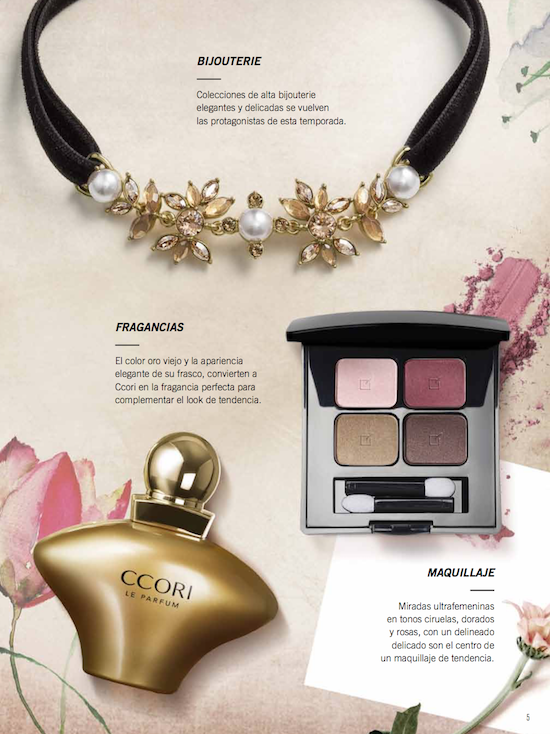 BIJOUTERIE
Colecciones de alta bijouterie
elegantes y delicadas se vuelven
las protagonistas de esta temporada.
FRAGANCIAS
El color oro viejo y la apariencia
elegante de su frasco, convierten a
Ccori en la fragancia perfecta para
complementar el look de tendencia.
CCORI
LE PARFUM
MAQUILLAJE
Miradas ultrafemeninas
en tonos ciruelas, dorados
y rosas, con un delineado
delicado son el centro de
un maquillaje de tendencia.
5